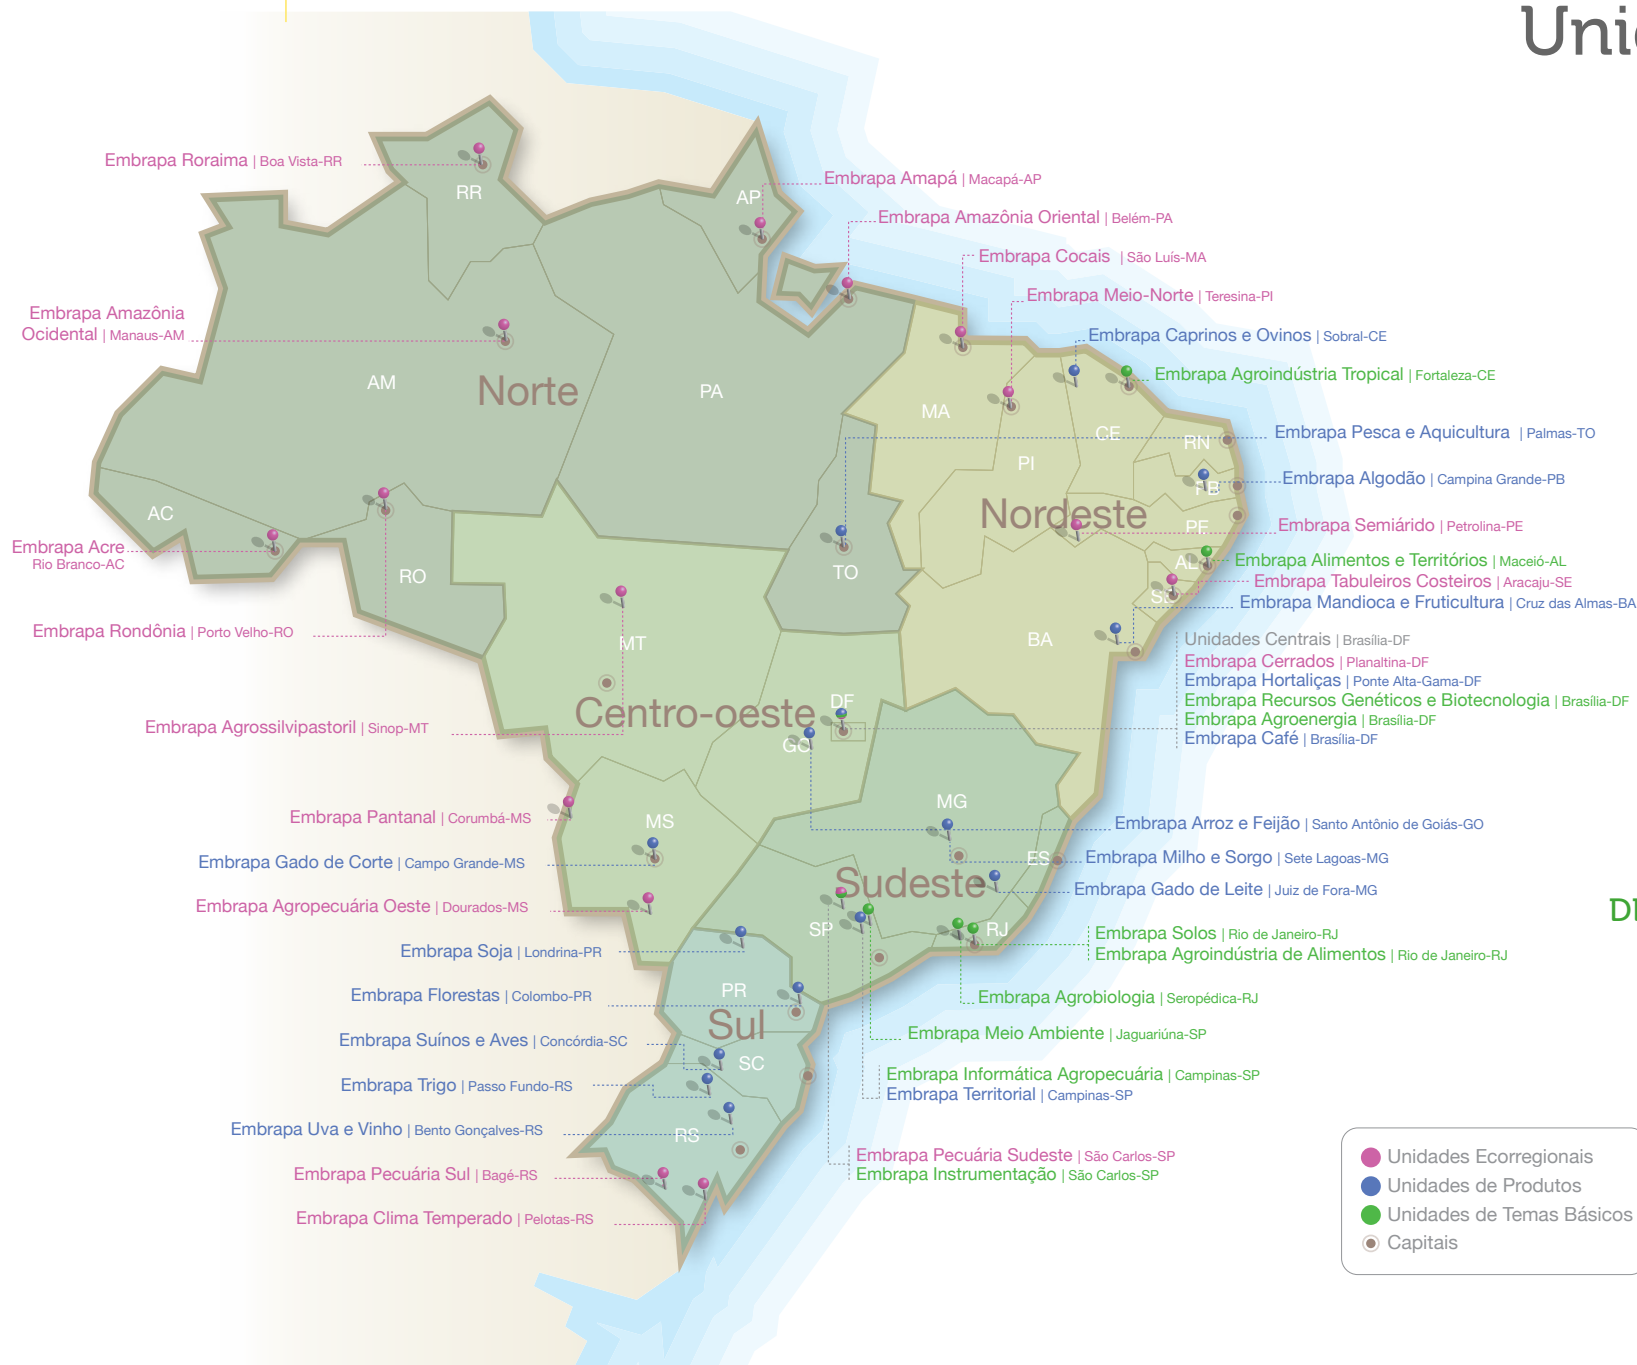 Embrapa Roraima | Boa Vista-RR
Embrapa Amazônia
Ocidental | Manaus-AM
Embrapa Acre
Rio Branco-AC
Embrapa Rondônia | Porto Velho-RO
Embrapa Agrossilvipastoril | Sinop-MT
Embrapa Pantanal | Corumbá-MS
Embrapa Gado de Corte | Campo Grande-MS
Embrapa Agropecuária Oeste | Dourados-MS
Embrapa Soja | Londrina-PR
Embrapa Florestas | Colombo-PR
Embrapa Suínos e Aves | Concórdia-SC
Embrapa Trigo | Passo Fundo-RS
Embrapa Uva e Vinho | Bento Gonçalves-RS
Embrapa Pecuária Sul | Bagé-RS
Embrapa Clima Temperado | Pelotas-RS
RR
AP
AM
Norte
PA
AC
RO
TO
MA
PI
CE
RN
PB
PE
AL
SE
BA
Nordeste
MT
Centro-oeste
DF
GO
MS
MG
ES
Sudeste
SP
RJ
PR
Sul
SC
RS
Embrapa Amapá | Macapá-AP
Embrapa Amazônia Oriental | Belém-PA
Embrapa Cocais | São Luís-MA
Embrapa Meio-Norte | Teresina-PI
Embrapa Caprinos e Ovinos | Sobral-CE
Embrapa Agroindústria Tropical | Fortaleza-CE
Embrapa Pesca e Aquicultura | Palmas-TO
Embrapa Algodão | Campina Grande-PB
Embrapa Semiárido | Petrolina-PE
Embrapa Alimentos e Territórios | Maceió-AL
Embrapa Tabuleiros Costeiros | Aracaju-SE
Embrapa Mandioca e Fruticultura | Cruz das Almas-BA
Unidades Centrais | Brasília-DF
Embrapa Cerrados | Planaltina-DF
Embrapa Hortaliças | Ponte Alta-Gama-DF
Embrapa Recursos Genéticos e Biotecnologia | Brasília-DF
Embrapa Agroenergia | Brasília-DF
Embrapa Café | Brasília-DF
Embrapa Arroz e Feijão | Santo Antônio de Goiás-GO
Embrapa Milho e Sorgo | Sete Lagoas-MG
Embrapa Gado de Leite | Juiz de Fora-MG
Embrapa Solos | Rio de Janeiro-RJ
Embrapa Agroindústria de Alimentos | Rio de Janeiro-RJ
Embrapa Agrobiologia | Seropédica-RJ
Embrapa Meio Ambiente | Jaguariúna-SP
Embrapa Informática Agropecuária | Campinas-SP
Embrapa Territorial | Campinas-SP
Embrapa Pecuária Sudeste | São Carlos-SP
Embrapa Instrumentação | São Carlos-SP
Unidades Ecorregionais
Unidades de Produtos
Unidades de Temas Básicos
Capitais